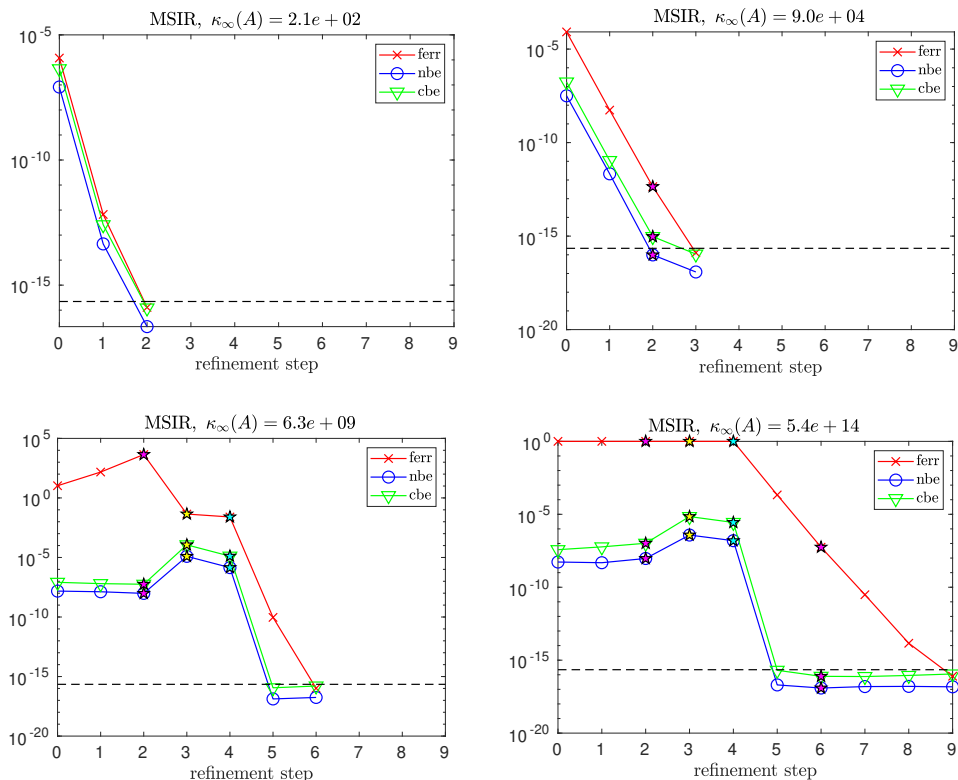 MSIR, κ∞(A) = 2.1e + 02
10^-5
10^-10
10^-15
ferr
nbe
cbe
0 1 2 3 4 5 6 7 8 9
refinement step
MSIR, κ∞(A) = 9.0e + 04
10^-5
10^-10
10^-15
10^-20
ferr
nbe
cbe
0 1 2 3 4 5 6 7 8 9
refinement step
MSIR, κ∞(A) = 6.3e + 09
10^5
10^0
10^-5
10^-10
10^-15
10^-20
ferr
nbe
cbe
0 1 2 3 4 5 6 7 8 9
refinement step
MSIR, κ∞(A) = 5.4e + 14
10^0
10^-5
10^-10
10^-15
10^-20
ferr
nbe
cbe
0 1 2 3 4 5 6 7 8 9
refinement step